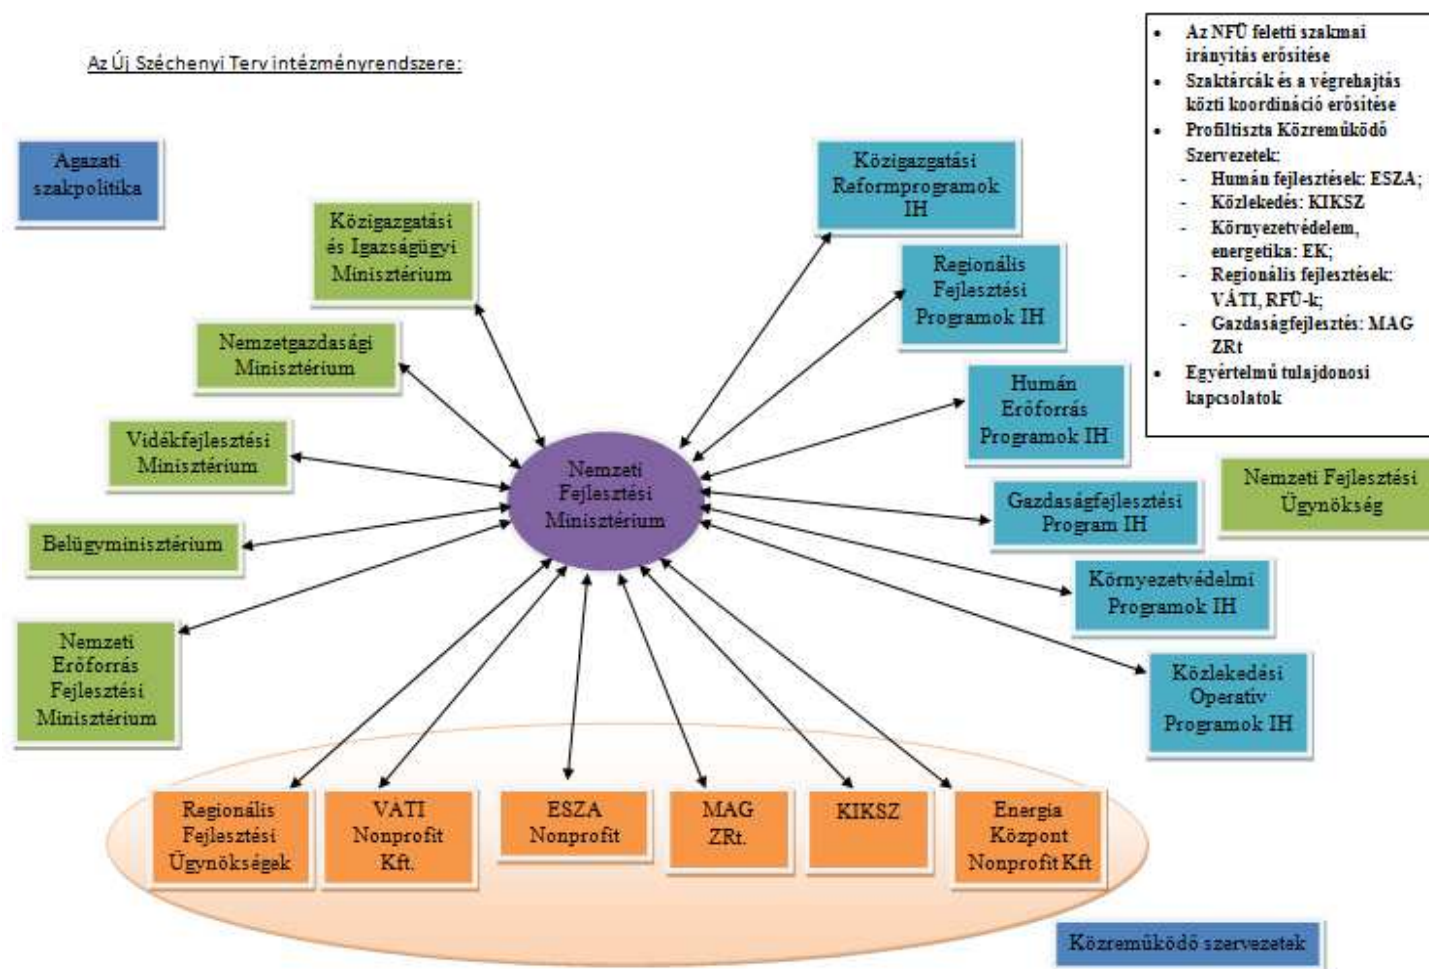 Az Új Széchenyi Terv intézményrendszere:
• Az NFÜ feletti szakmai
irányítás erősítése
• Szaktárcák és a végrehajtás
közti koordináció erősítése
• Profiltiszta Közreműködő
Szervezetek:
- Humán fejlesztések: ESZA;
- Közlekedés: KIKSZ
- Környezetvédelem,
energetika: EK;
- Regionális fejlesztések:
VÁTI, RFÜ-k;
- Gazdaságfejlesztés: MAG
ZRt
• Egyértelmű tulajdonosi
kapcsolatok
Ágazati
szakpolitika
Közigazgatási
és Igazságügyi
Minisztérium
Nemzetgazdasági
Minisztérium
Vidékfejlesztési
Minisztérium
Belügyminisztérium
Nemzeti
Erőforrás
Fejlesztési
Minisztérium
Nemzeti
Fejlesztési
Minisztérium
Közigazgatási
Reformprogramok
IH
Regionális
Fejlesztési
Programok IH
Humán
Erőforrás
Programok IH
Gazdaságfejlesztési
Program IH
Környezetvédelmi
Programok IH
Közlekedési
Operatív
Programok IH
Nemzeti Fejlesztési
Ügynökség
Regionális
Fejlesztési
Ügynökségek
VÁTI
Nonprofit
Kft.
ESZA
Nonprofit
MAG
ZRt.
KIKSZ
Energia
Központ
Nonprofit Kft
Közreműködő szervezetek